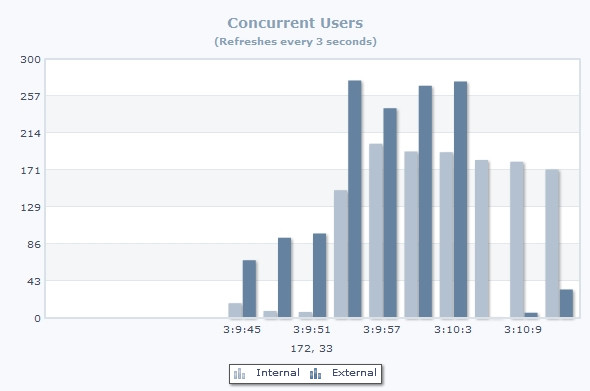 Concurrent Users
(Refreshes every 3 seconds)
300
257
214
171
129
86
43
0
3:9:45 3:9:51 3:9:57 3:10:3 3:10:9
172, 33
Internal External